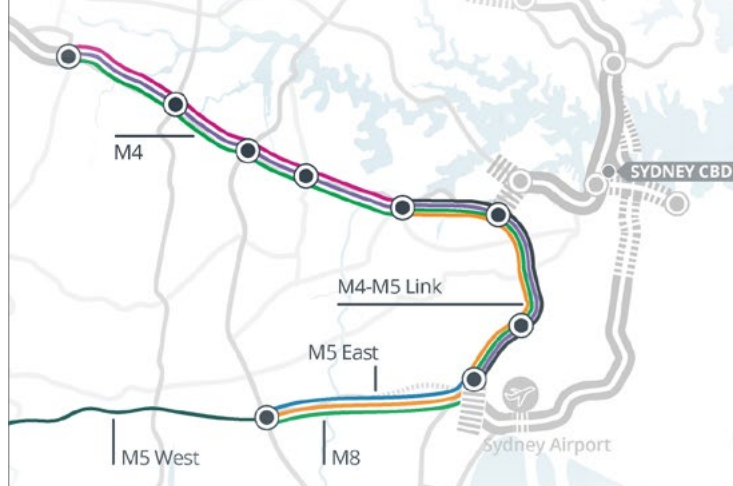 SYDNEY CBD
M4
M4-M5 Link
M5 East
Sydney Airport
M5 West
M8